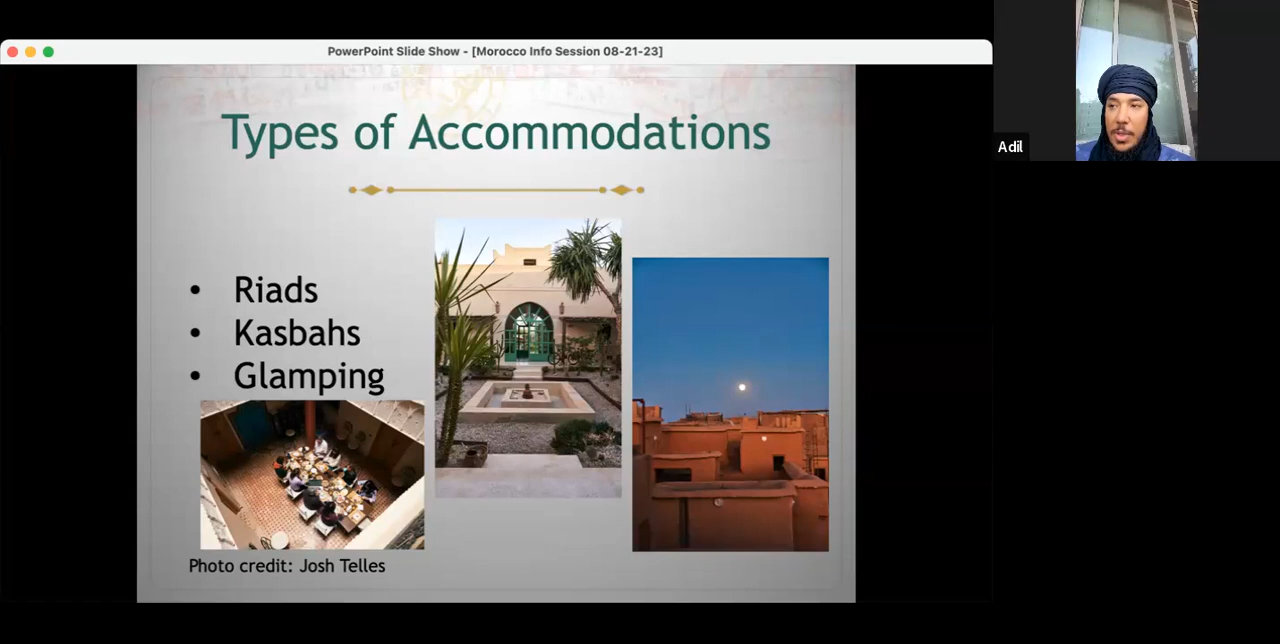 PowerPoint Slide Show - [Morocco Info Session 08-21-23]
Adil
Types of Accommodations
• Riads
• Kasbahs
• Glamping
Photo credit: Josh Telles